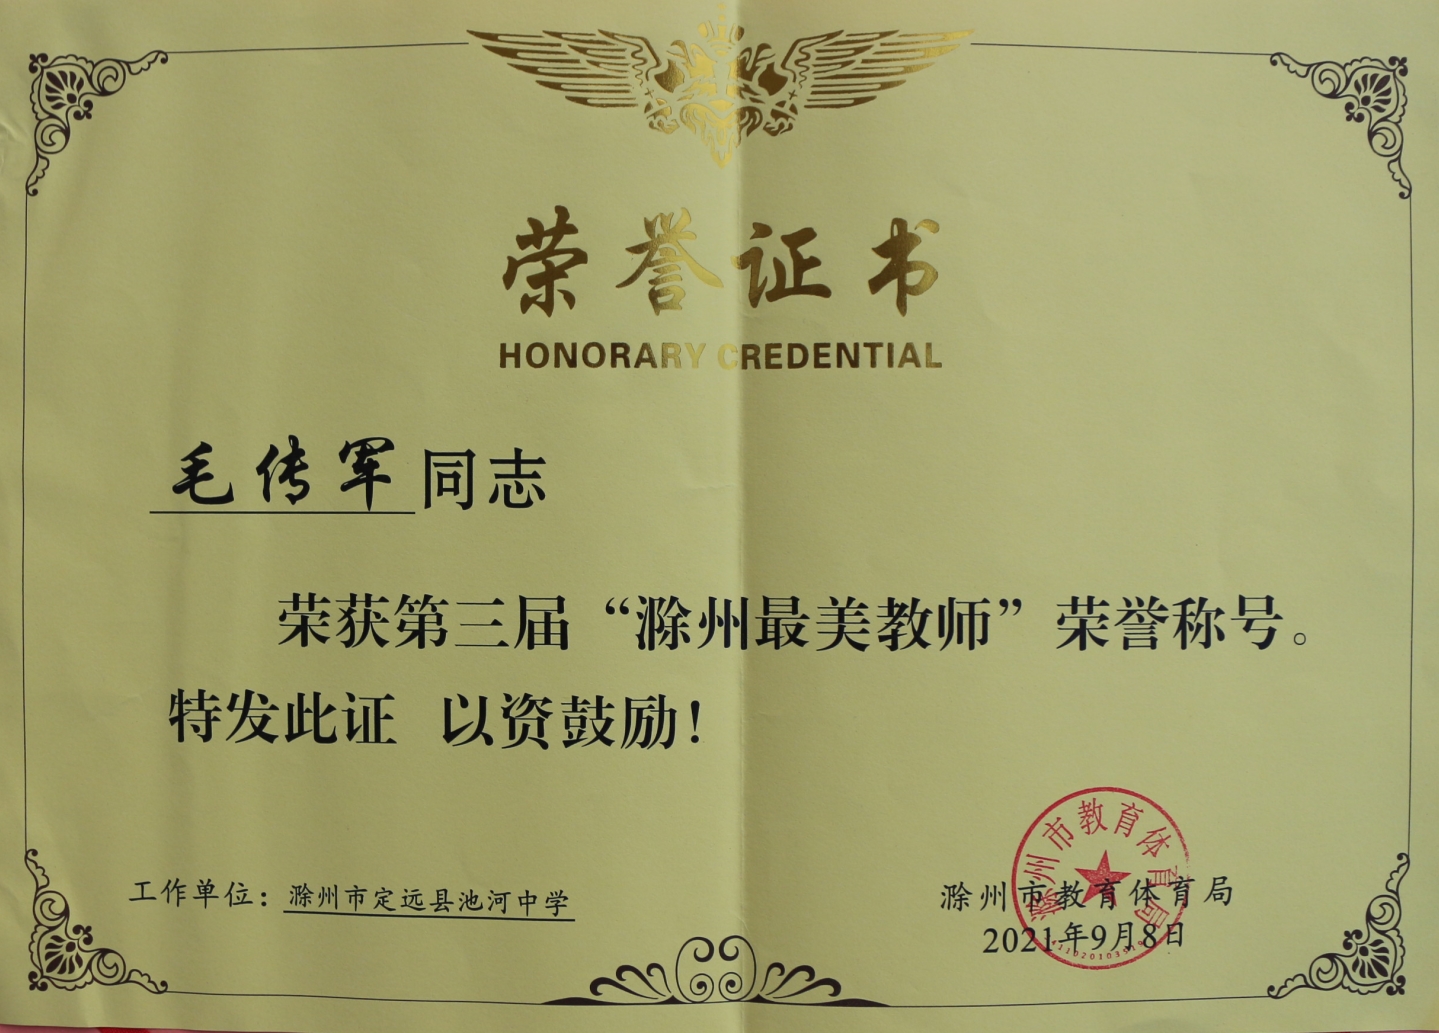 荣誉证书
HONORARY CREDENTIAL
毛传军同志
荣获第三届“滁州最美教师”荣誉称号。
特发此证 以资鼓励！
工作单位：滁州市定远县池河中学
滁州市教育体育局
滁州市教育体育局
2021年9月8日